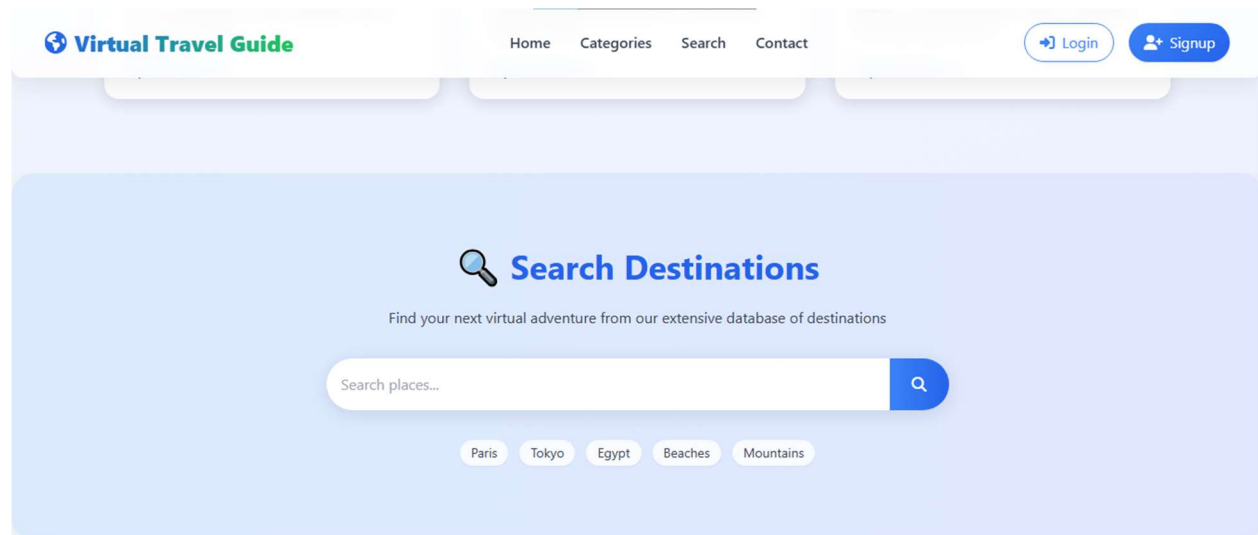 Virtual Travel Guide
Home Categories Search Contact
Login Signup
Search Destinations
Find your next virtual adventure from our extensive database of destinations
Search places...
Paris Tokyo Egypt Beaches Mountains